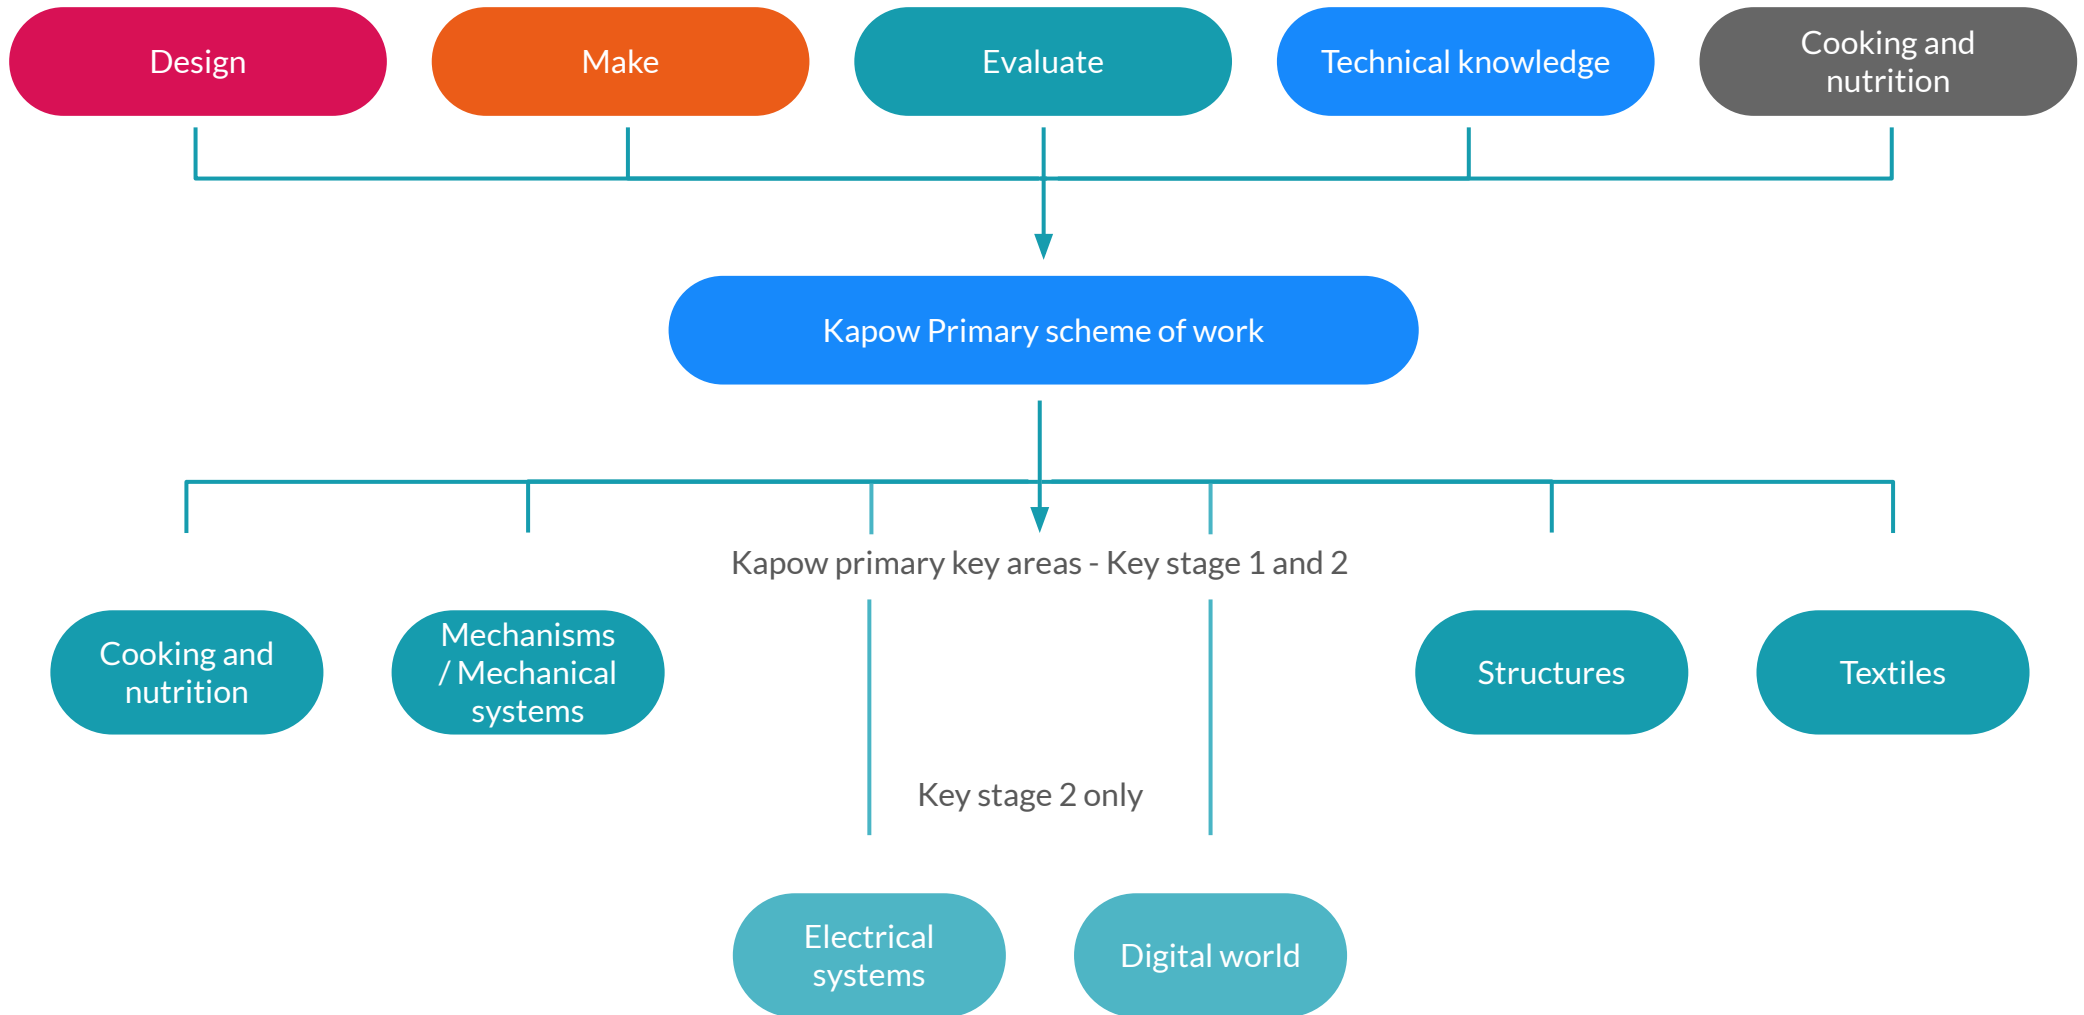 Design
Make
Evaluate
Technical knowledge
Cooking and
nutrition
Kapow Primary scheme of work
Kapow primary key areas - Key stage 1 and 2
Cooking and
nutrition
Mechanisms
/ Mechanical
systems
Structures
Textiles
Key stage 2 only
Electrical
systems
Digital world